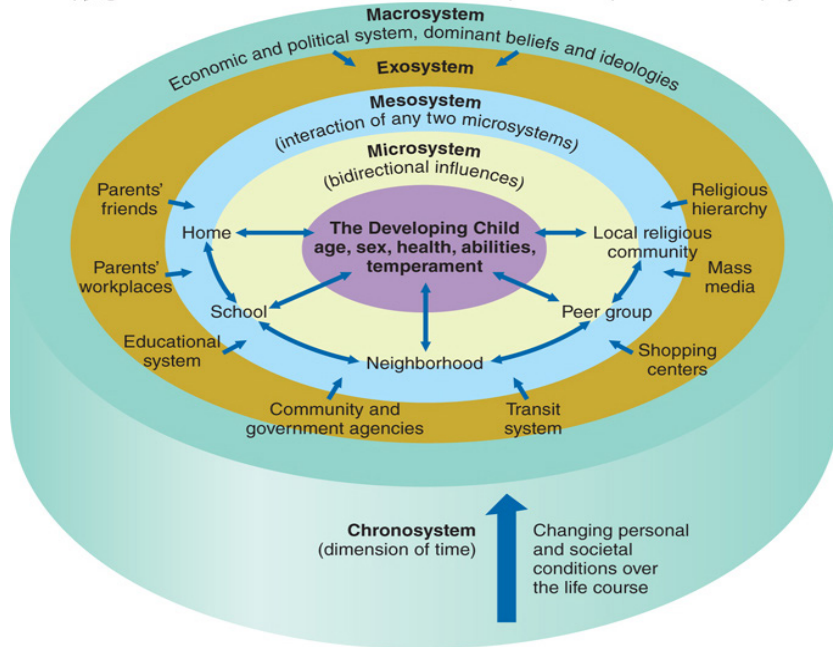 Macrosystem
Economic and political system, dominant beliefs and ideologies
Exosystem
Mesosystem
(interaction of any two microsystems)
Microsystem
(bidirectional influences)
Parents'
friends
Religious
hierarchy
Home
The Developing Child
age, sex, health, abilities,
temperament
Local religious
community
Parents'
workplaces
Mass
media
School
Peer group
Educational
system
Neighborhood
Shopping
centers
Community and
government agencies
Transit
system
Chronosystem
(dimension of time)
Changing personal
and societal
conditions over
the life course